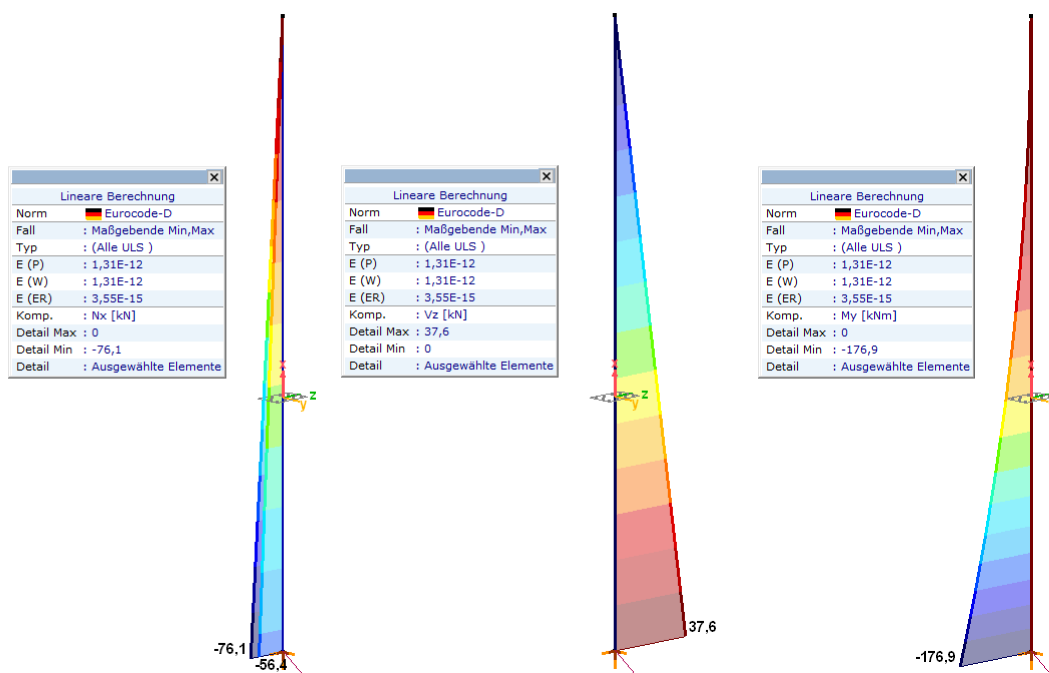 Lineare Berechnung
Norm Eurocode-D
Fall : Maßgebende Min,Max
Typ : (Alle ULS )
E (P) : 1,31E-12
E (W) : 1,31E-12
E (ER) : 3,55E-15
Komp. : Nx [kN]
Detail Max : 0
Detail Min : -76,1
Detail : Ausgewählte Elemente
z
y
-76,1
-56,4
Lineare Berechnung
Norm Eurocode-D
Fall : Maßgebende Min,Max
Typ : (Alle ULS )
E (P) : 1,31E-12
E (W) : 1,31E-12
E (ER) : 3,55E-15
Komp. : Vz [kN]
Detail Max : 37,6
Detail Min : 0
Detail : Ausgewählte Elemente
z
y
37,6
Lineare Berechnung
Norm Eurocode-D
Fall : Maßgebende Min,Max
Typ : (Alle ULS )
E (P) : 1,31E-12
E (W) : 1,31E-12
E (ER) : 3,55E-15
Komp. : My [kNm]
Detail Max : 0
Detail Min : -176,9
Detail : Ausgewählte Elemente
-176,9